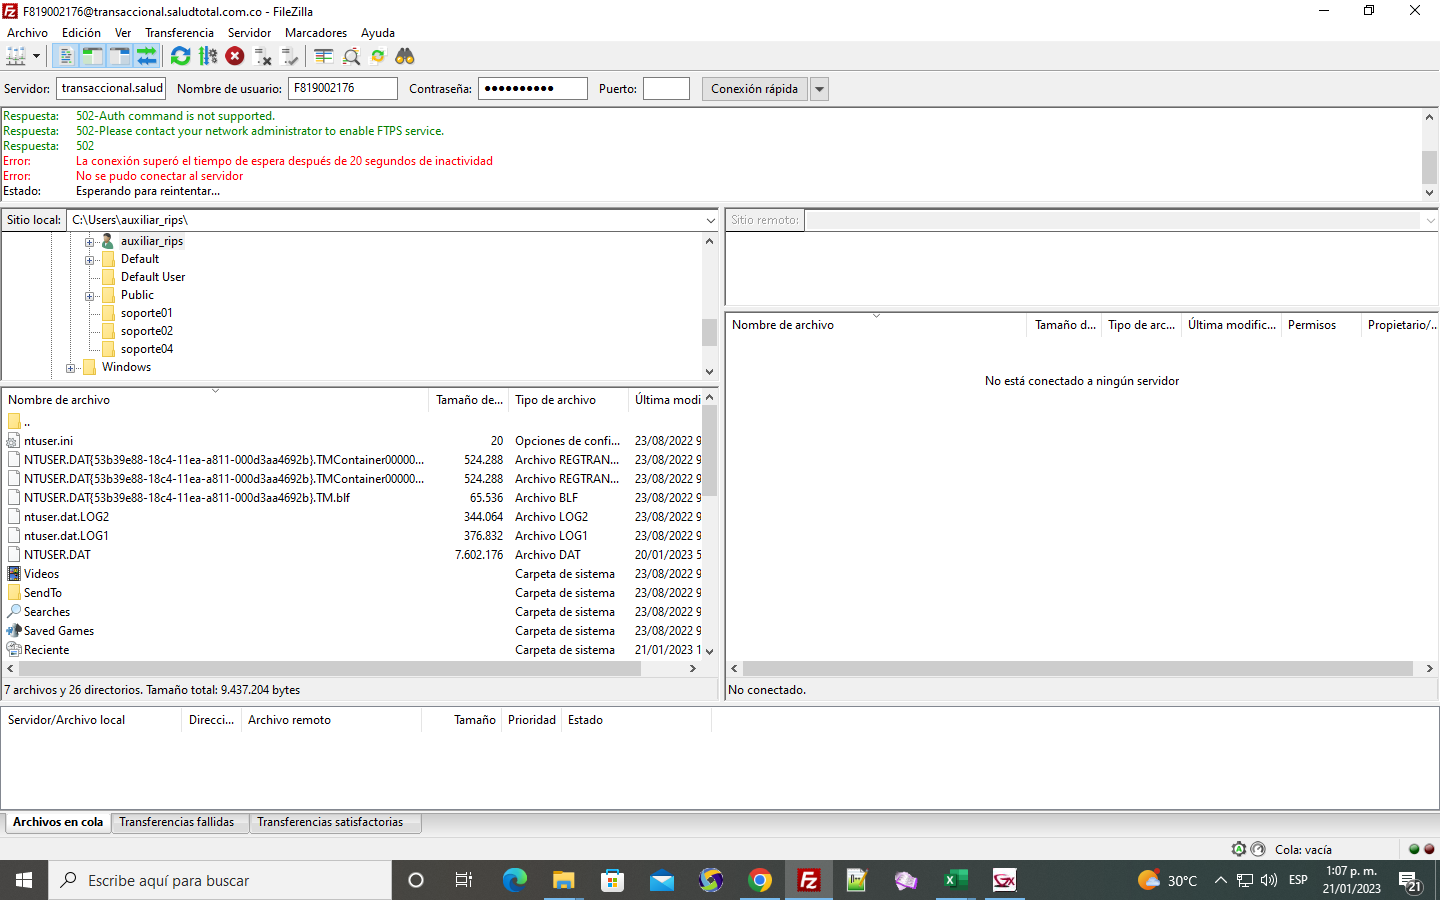 F819002176@transaccional.saludtotal.com.co - FileZilla
Archivo Edición Ver Transferencia Servidor Marcadores Ayuda
Servidor: transaccional.salud Nombre de usuario: F819002176 Contraseña: ●●●●●●●●●● Puerto: Conexión rápida
Respuesta: 502-Auth command is not supported.
Respuesta: 502-Please contact your network administrator to enable FTPS service.
Respuesta: 502
Error: La conexión superó el tiempo de espera después de 20 segundos de inactividad
Error: No se pudo conectar al servidor
Estado: Esperando para reintentar...
Sitio local: C:\Users\auxiliar_rips\
auxiliar_rips
Default
Default User
Public
soporte01
soporte02
soporte04
Windows
Nombre de archivo Tamaño de... Tipo de archivo Última modi
..
ntuser.ini 20 Opciones de confi... 23/08/2022 9
NTUSER.DAT{53b39e88-18c4-11ea-a811-000d3aa4692b}.TMContainer00000... 524.288 Archivo REGTRAN... 23/08/2022 9
NTUSER.DAT{53b39e88-18c4-11ea-a811-000d3aa4692b}.TMContainer00000... 524.288 Archivo REGTRAN... 23/08/2022 9
NTUSER.DAT{53b39e88-18c4-11ea-a811-000d3aa4692b}.TM.blf 65.536 Archivo BLF 23/08/2022 9
ntuser.dat.LOG2 344.064 Archivo LOG2 23/08/2022 9
ntuser.dat.LOG1 376.832 Archivo LOG1 23/08/2022 9
NTUSER.DAT 7.602.176 Archivo DAT 20/01/2023 5
Videos Carpeta de sistema 23/08/2022 9
SendTo Carpeta de sistema 23/08/2022 9
Searches Carpeta de sistema 23/08/2022 9
Saved Games Carpeta de sistema 23/08/2022 9
Reciente Carpeta de sistema 21/01/2023 1
7 archivos y 26 directorios. Tamaño total: 9.437.204 bytes
Sitio remoto:
Nombre de archivo Tamaño d... Tipo de arc... Última modific... Permisos Propietario/...
No está conectado a ningún servidor
No conectado.
Servidor/Archivo local Direcci... Archivo remoto Tamaño Prioridad Estado
Archivos en cola Transferencias fallidas Transferencias satisfactorias
Cola: vacía
Escribe aquí para buscar
30°C ESP 1:07 p. m.
21/01/2023
21